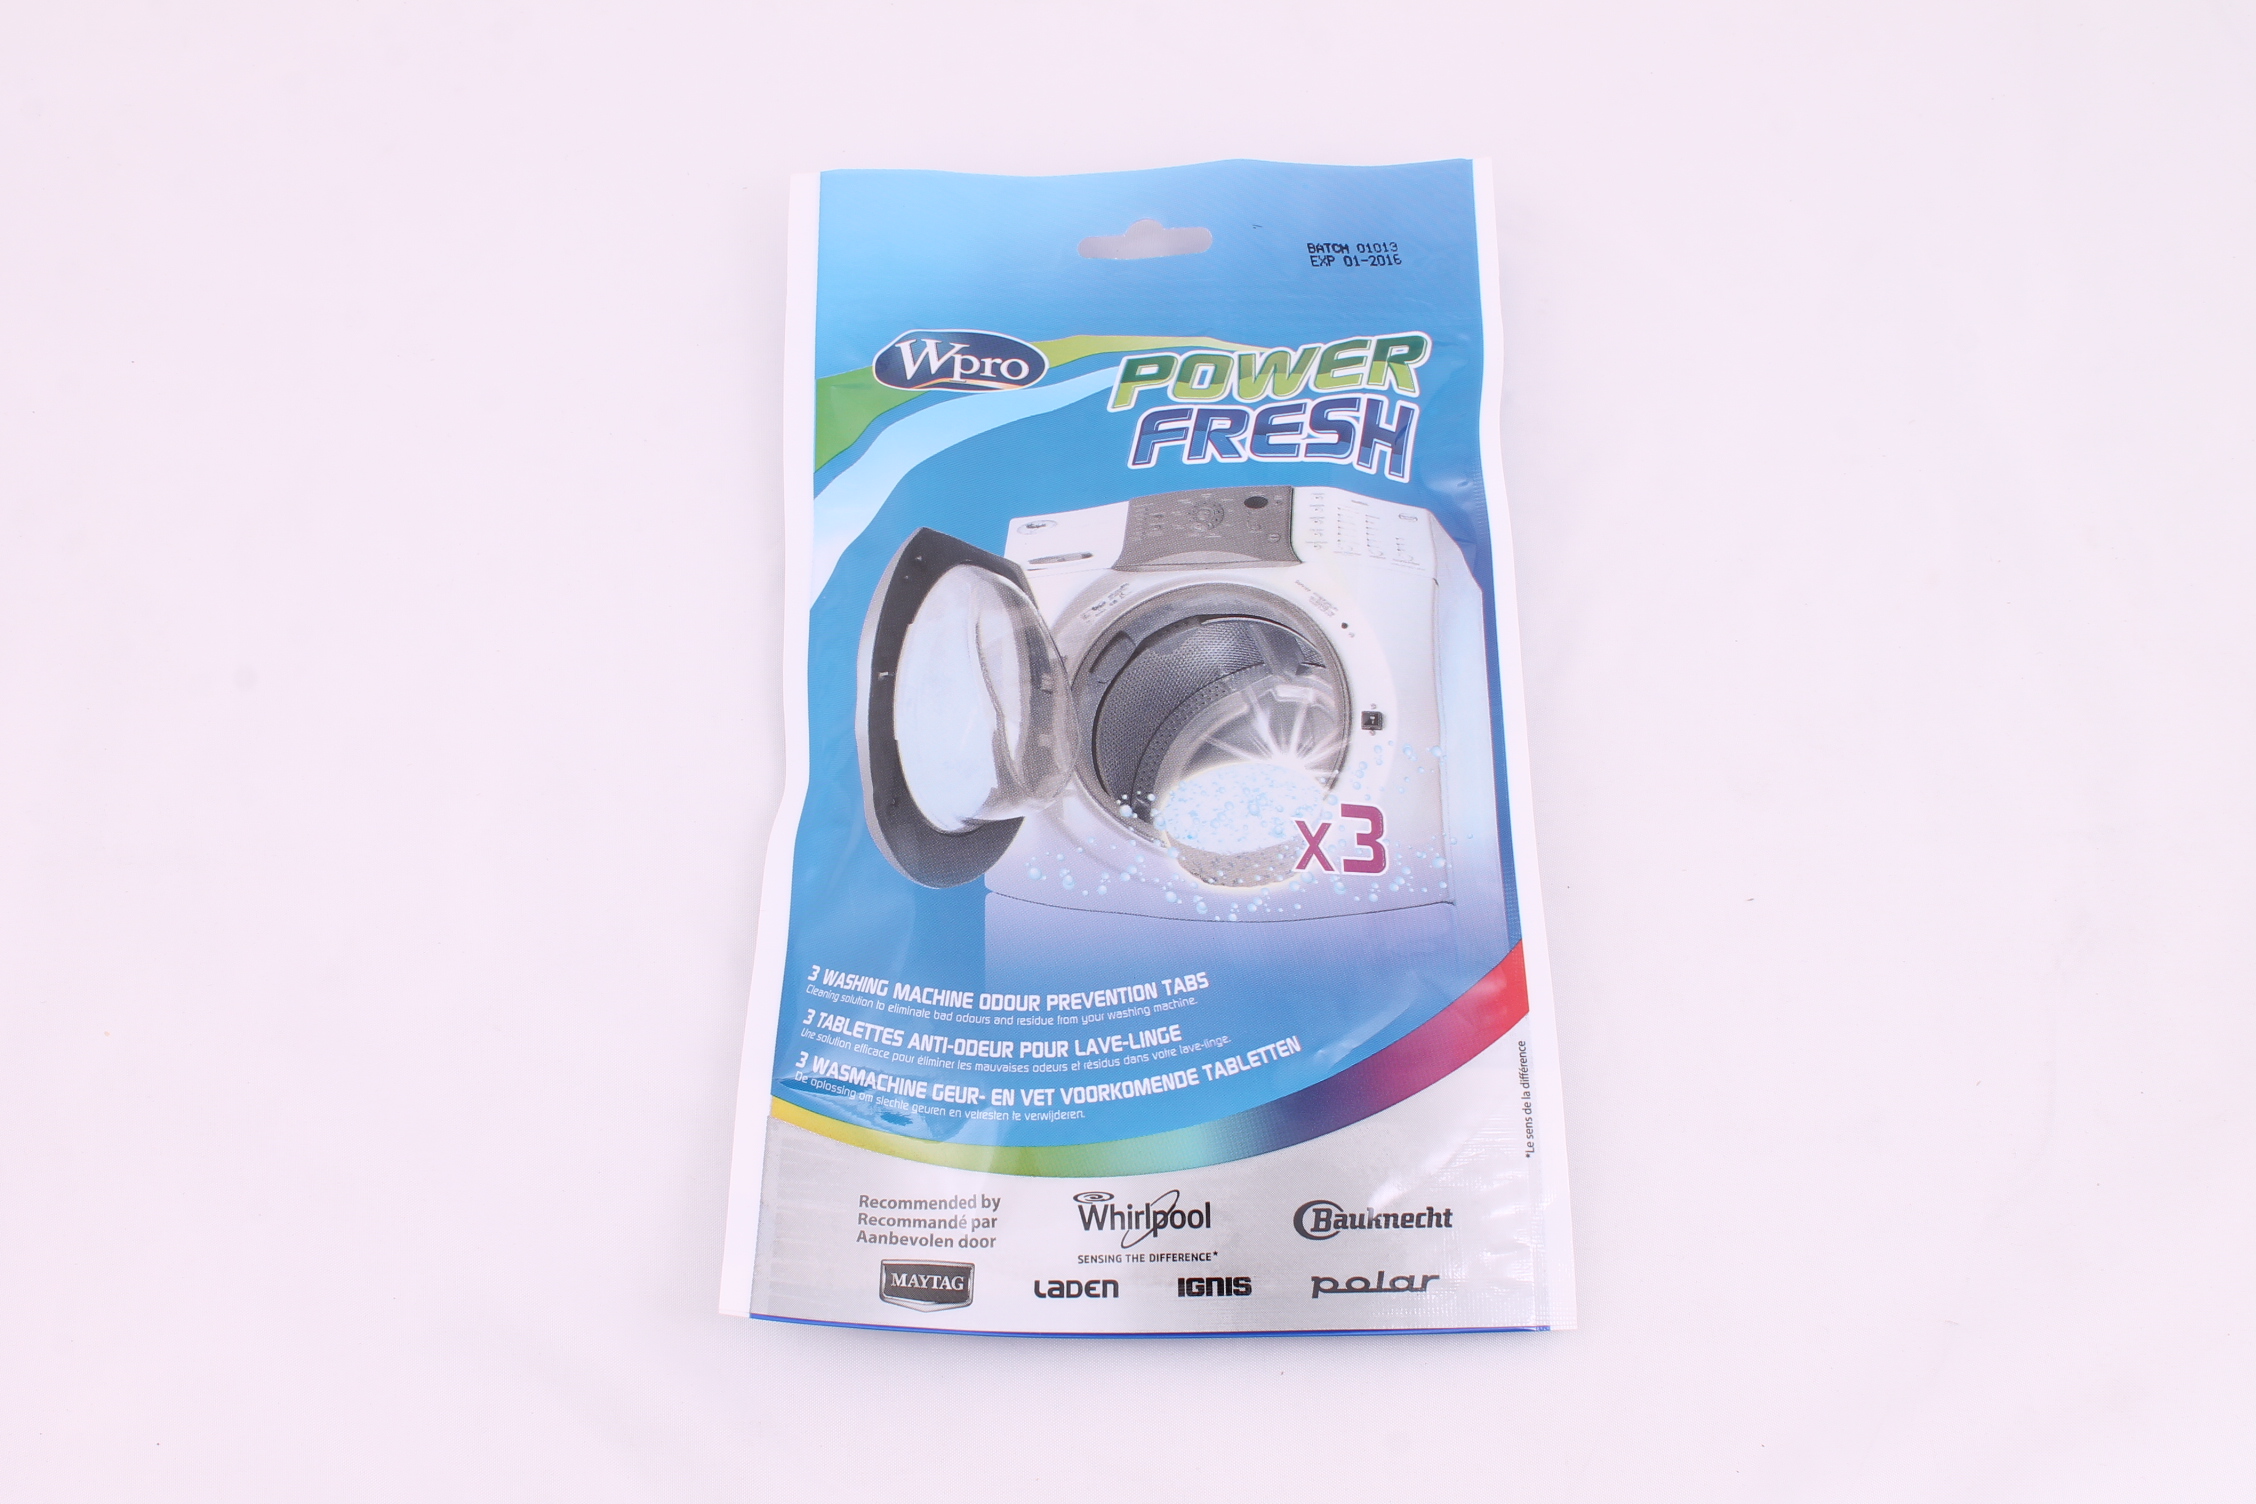 BATCH 01013
EXP 01-2016
Wpro
POWER
FRESH
x3
3 WASHING MACHINE ODOUR PREVENTION TABS
Cleaning solution to eliminate bad odours and residue from your washing machine.
3 TABLETTES ANTI-ODEUR POUR LAVE-LINGE
Une solution efficace pour éliminer les mauvaises odeurs et résidus dans votre lave-linge.
3 WASMACHINE GEUR- EN VET VOORKOMENDE TABLETTEN
De oplossing om slechte geuren en vetresten te verwijderen.
*Le sens de la différence
Recommended by
Recommandé par
Aanbevolen door
Whirlpool
SENSING THE DIFFERENCE*
Bauknecht
MAYTAG
LADEN
IGNIS
polar